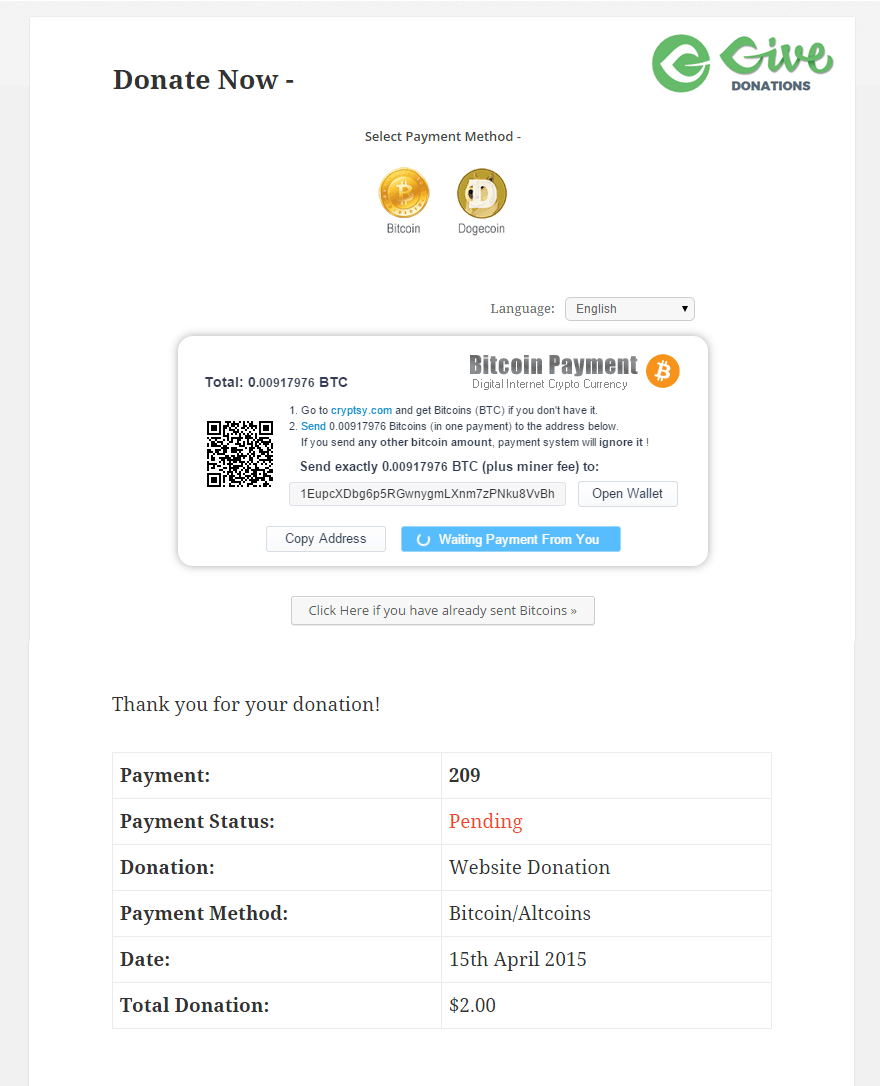 Give
DONATIONS
Donate Now -
Select Payment Method -
Bitcoin
Dogecoin
Language: English
Bitcoin Payment
Digital Internet Crypto Currency
Total: 0.00917976 BTC
1. Go to cryptsy.com and get Bitcoins (BTC) if you don't have it.
2. Send 0.00917976 Bitcoins (in one payment) to the address below.
If you send any other bitcoin amount, payment system will ignore it !
Send exactly 0.00917976 BTC (plus miner fee) to:
1EupcXDbg6p5RGwnygmLXnm7zPNku8VvBh
Open Wallet
Copy Address
Waiting Payment From You
Click Here if you have already sent Bitcoins »
Thank you for your donation!
Payment: 209
Payment Status: Pending
Donation: Website Donation
Payment Method: Bitcoin/Altcoins
Date: 15th April 2015
Total Donation: $2.00